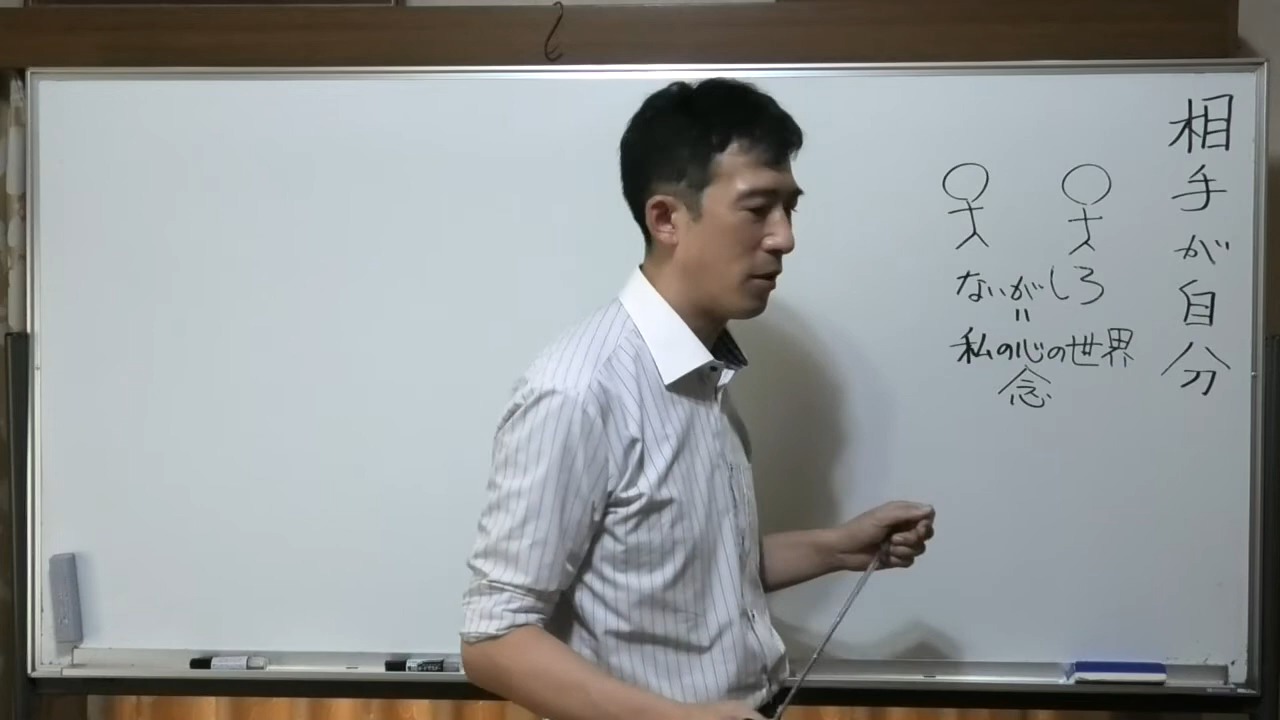 相手が自分
ないがしろ
〃
私の心の世界
念